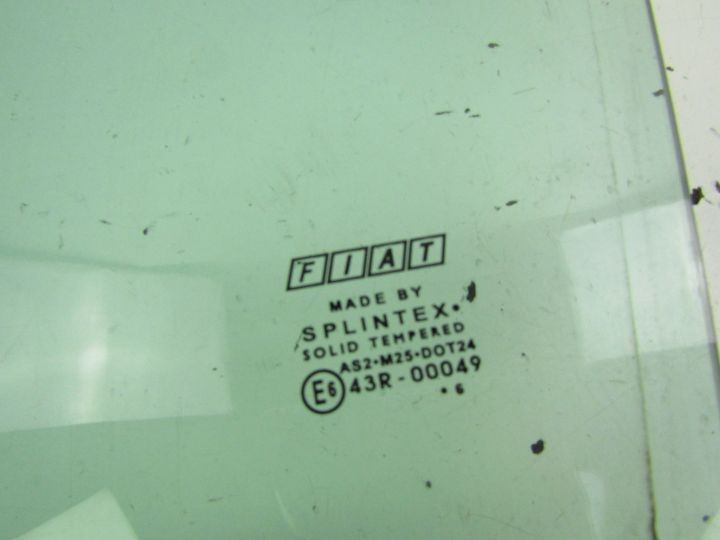 FIAT
MADE BY
SPLINTEX.
SOLID TEMPERED
AS2•M25•DOT24
E6 43R-00049
• 6